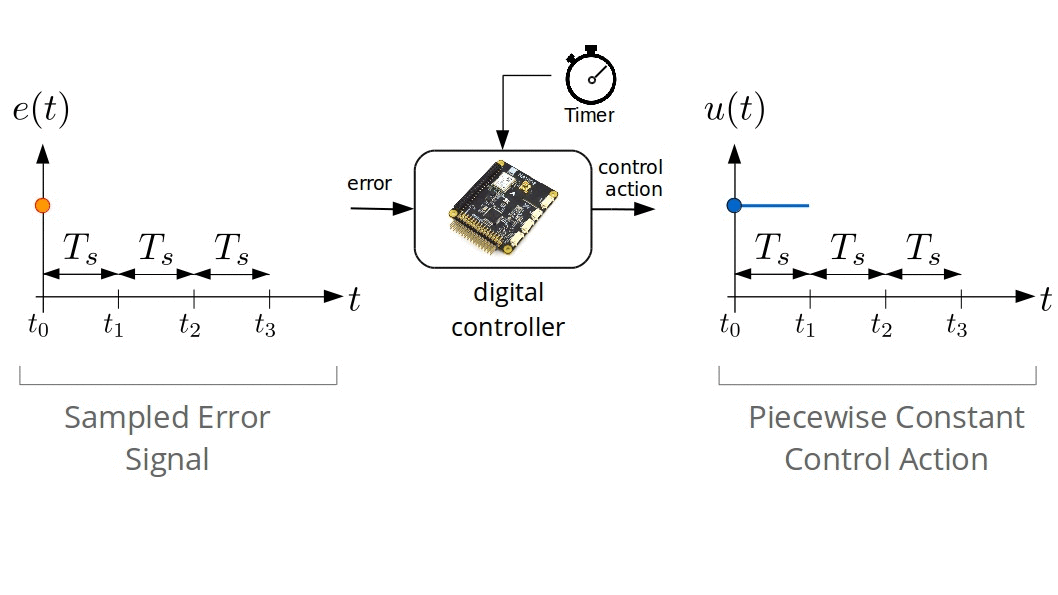 e(t)
T_s T_s T_s
t
t_0 t_1 t_2 t_3
Sampled Error
Signal
Timer
error
control
action
digital
controller
u(t)
T_s T_s T_s
t
t_0 t_1 t_2 t_3
Piecewise Constant
Control Action